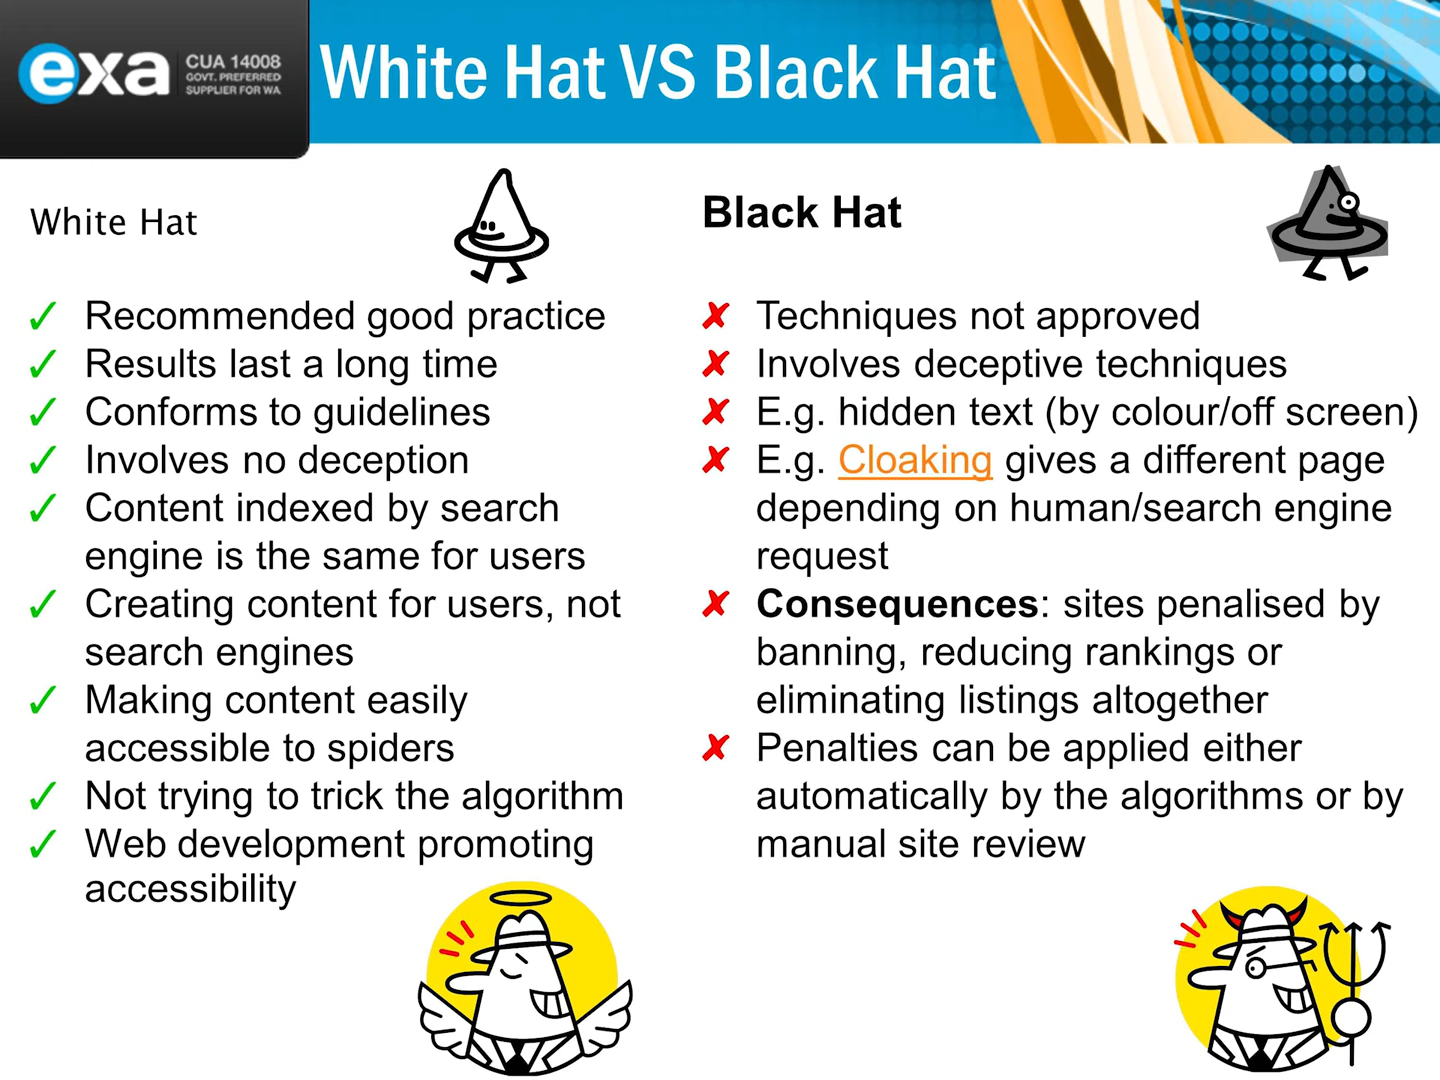 exa
CUA 14008
GOVT. PREFERRED
SUPPLIER FOR WA
White Hat VS Black Hat
White Hat
✓ Recommended good practice
✓ Results last a long time
✓ Conforms to guidelines
✓ Involves no deception
✓ Content indexed by search
engine is the same for users
✓ Creating content for users, not
search engines
✓ Making content easily
accessible to spiders
✓ Not trying to trick the algorithm
✓ Web development promoting
accessibility
Black Hat
✘ Techniques not approved
✘ Involves deceptive techniques
✘ E.g. hidden text (by colour/off screen)
✘ E.g. Cloaking gives a different page
depending on human/search engine
request
✘ Consequences: sites penalised by
banning, reducing rankings or
eliminating listings altogether
✘ Penalties can be applied either
automatically by the algorithms or by
manual site review